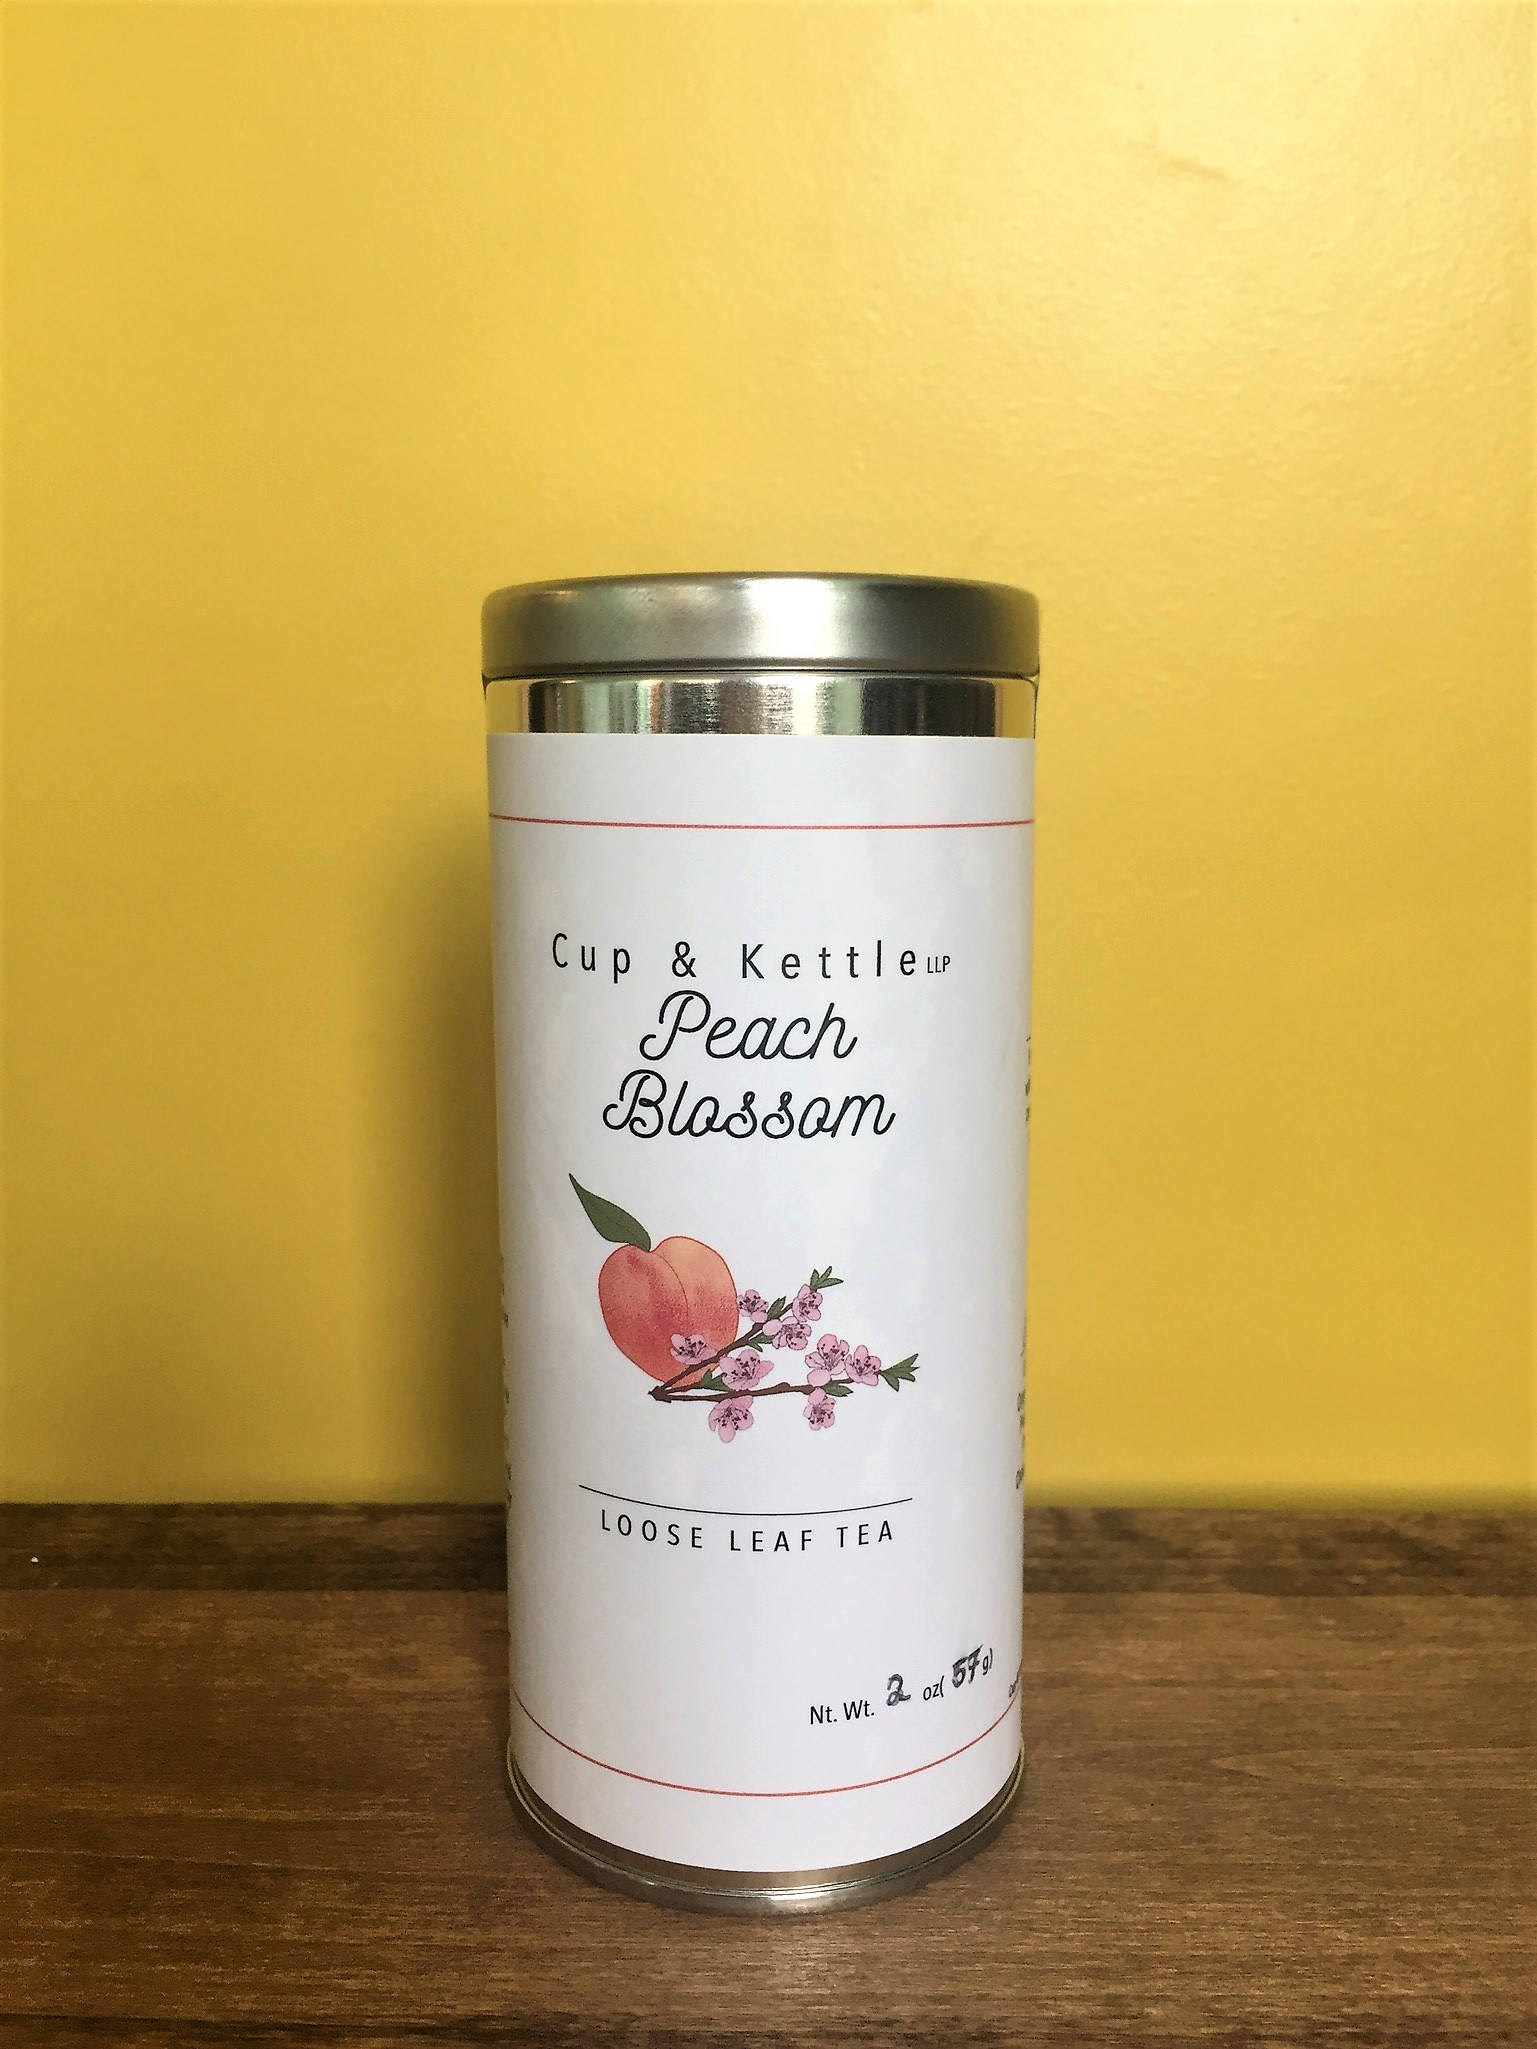 Cup & Kettle LLP
Peach
Blossom
LOOSE LEAF TEA
Nt. Wt. 2 oz( 57g)